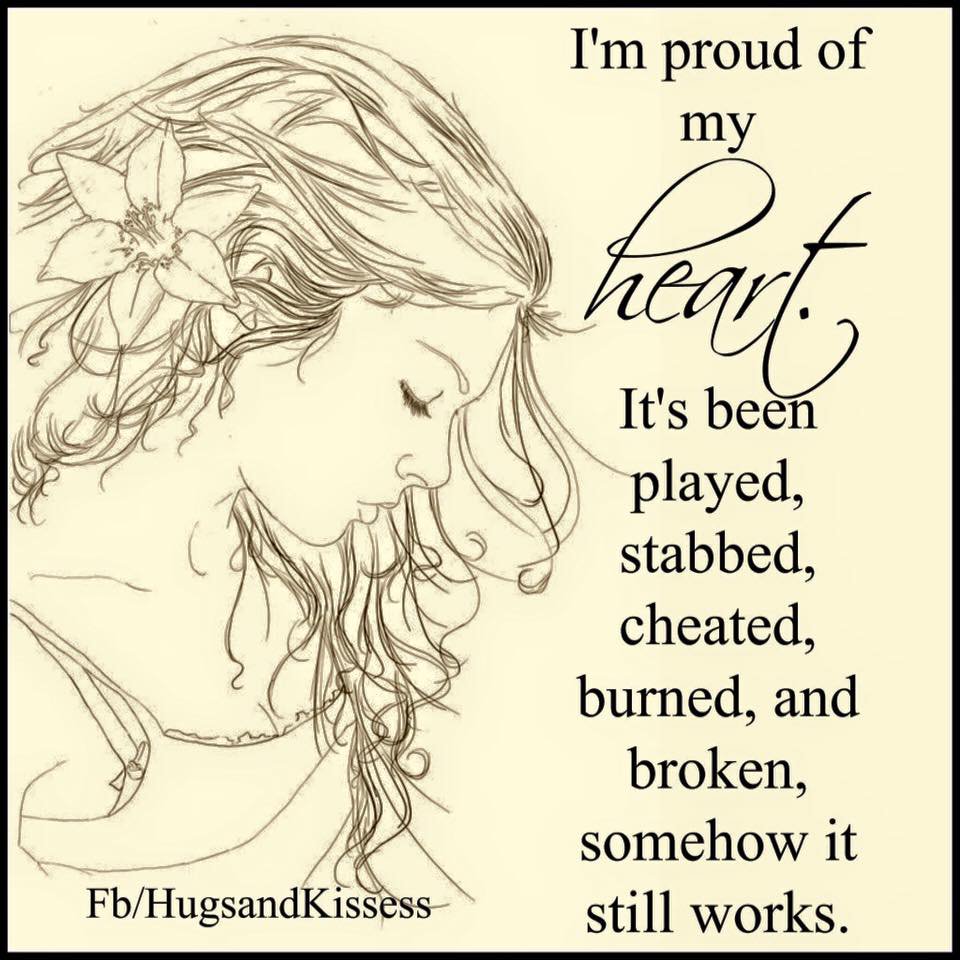 I'm proud of
my
heart.
It's been
played,
stabbed,
cheated,
burned, and
broken,
somehow it
still works.
Fb/HugsandKissess